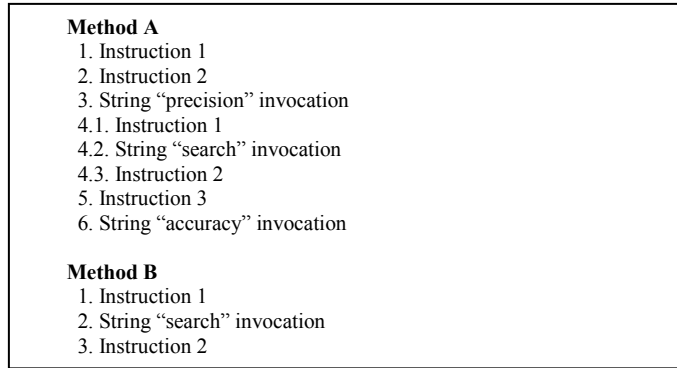 Method A
1. Instruction 1
2. Instruction 2
3. String “precision” invocation
4.1. Instruction 1
4.2. String “search” invocation
4.3. Instruction 2
5. Instruction 3
6. String “accuracy” invocation
Method B
1. Instruction 1
2. String “search” invocation
3. Instruction 2